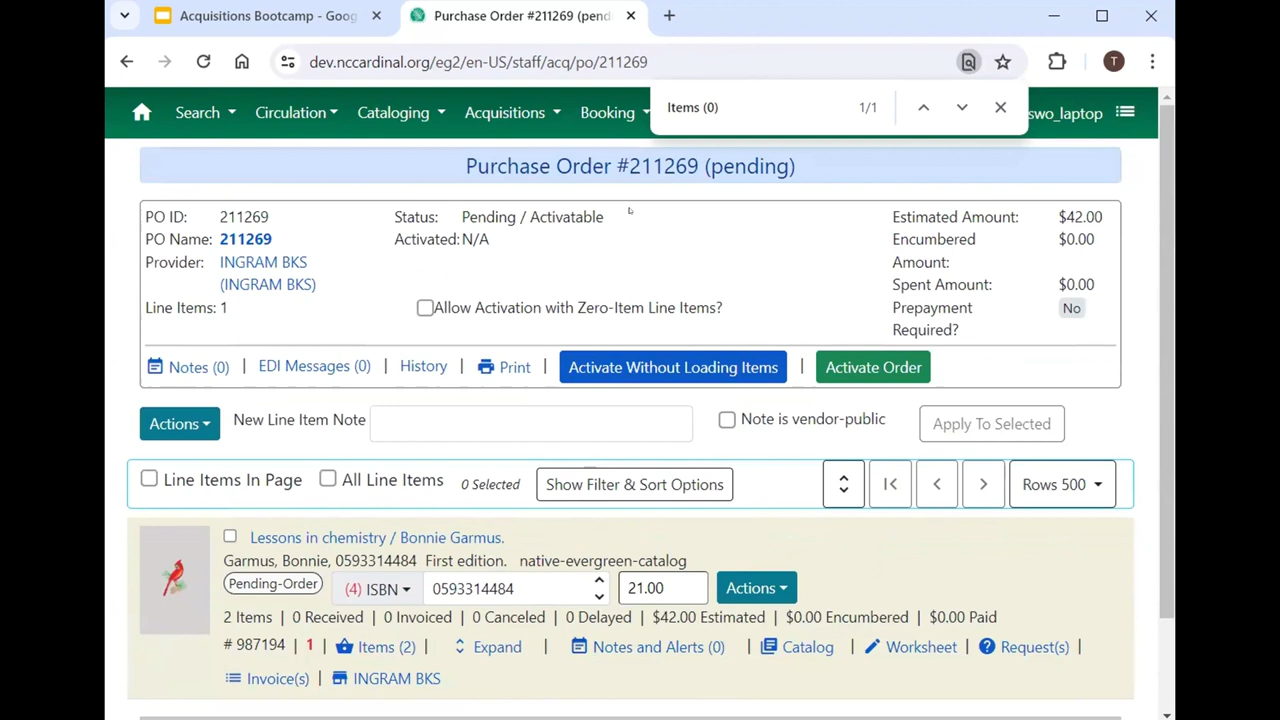 Acquisitions Bootcamp - Goog
Purchase Order #211269 (pend
dev.nccardinal.org/eg2/en-US/staff/acq/po/211269
T
Items (0)
1/1
Search
Circulation
Cataloging
Acquisitions
Booking
swo_laptop
Purchase Order #211269 (pending)
PO ID: 211269
Status: Pending / Activatable
Estimated Amount: $42.00
PO Name: 211269
Activated: N/A
Encumbered Amount: $0.00
Provider: INGRAM BKS
(INGRAM BKS)
Spent Amount: $0.00
Line Items: 1
Allow Activation with Zero-Item Line Items?
Prepayment Required? No
Notes (0) | EDI Messages (0) | History | Print | Activate Without Loading Items | Activate Order
Actions New Line Item Note Note is vendor-public Apply To Selected
Line Items In Page All Line Items 0 Selected Show Filter & Sort Options Rows 500
Lessons in chemistry / Bonnie Garmus.
Garmus, Bonnie, 0593314484 First edition. native-evergreen-catalog
Pending-Order (4) ISBN 0593314484 21.00 Actions
2 Items | 0 Received | 0 Invoiced | 0 Canceled | 0 Delayed | $42.00 Estimated | $0.00 Encumbered | $0.00 Paid
# 987194 | 1 | Items (2) | Expand | Notes and Alerts (0) | Catalog | Worksheet | Request(s) |
Invoice(s) | INGRAM BKS